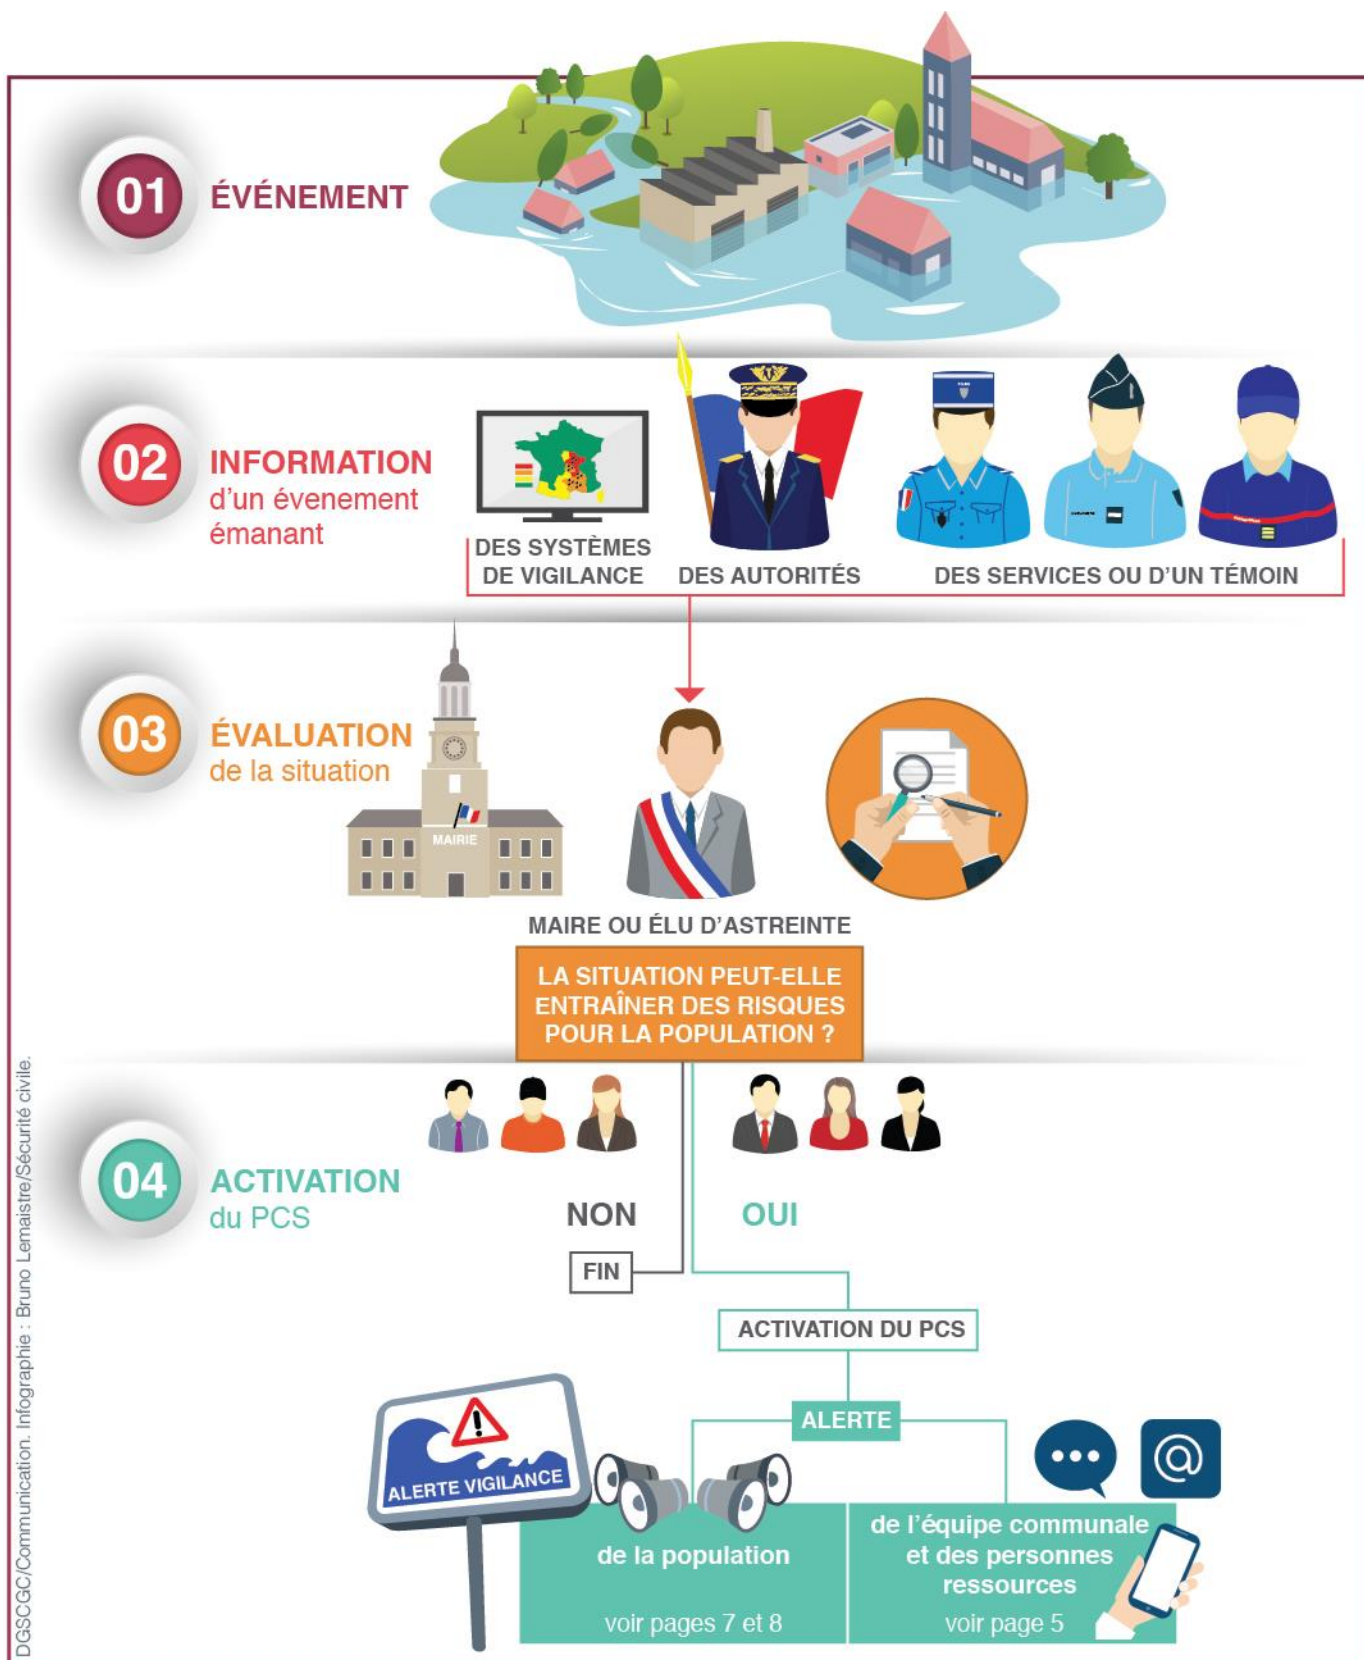 01
ÉVÉNEMENT
02
INFORMATION
d'un évenement
émanant
DES SYSTÈMES
DE VIGILANCE
DES AUTORITÉS
DES SERVICES OU D'UN TÉMOIN
03
ÉVALUATION
de la situation
MAIRIE
MAIRE OU ÉLU D'ASTREINTE
LA SITUATION PEUT-ELLE
ENTRAÎNER DES RISQUES
POUR LA POPULATION ?
04
ACTIVATION
du PCS
NON
OUI
FIN
ACTIVATION DU PCS
ALERTE
ALERTE VIGILANCE
de la population
voir pages 7 et 8
de l'équipe communale
et des personnes
ressources
voir page 5
DGSCGC/Communication. Infographie : Bruno Lemaistre/Sécurité civile.